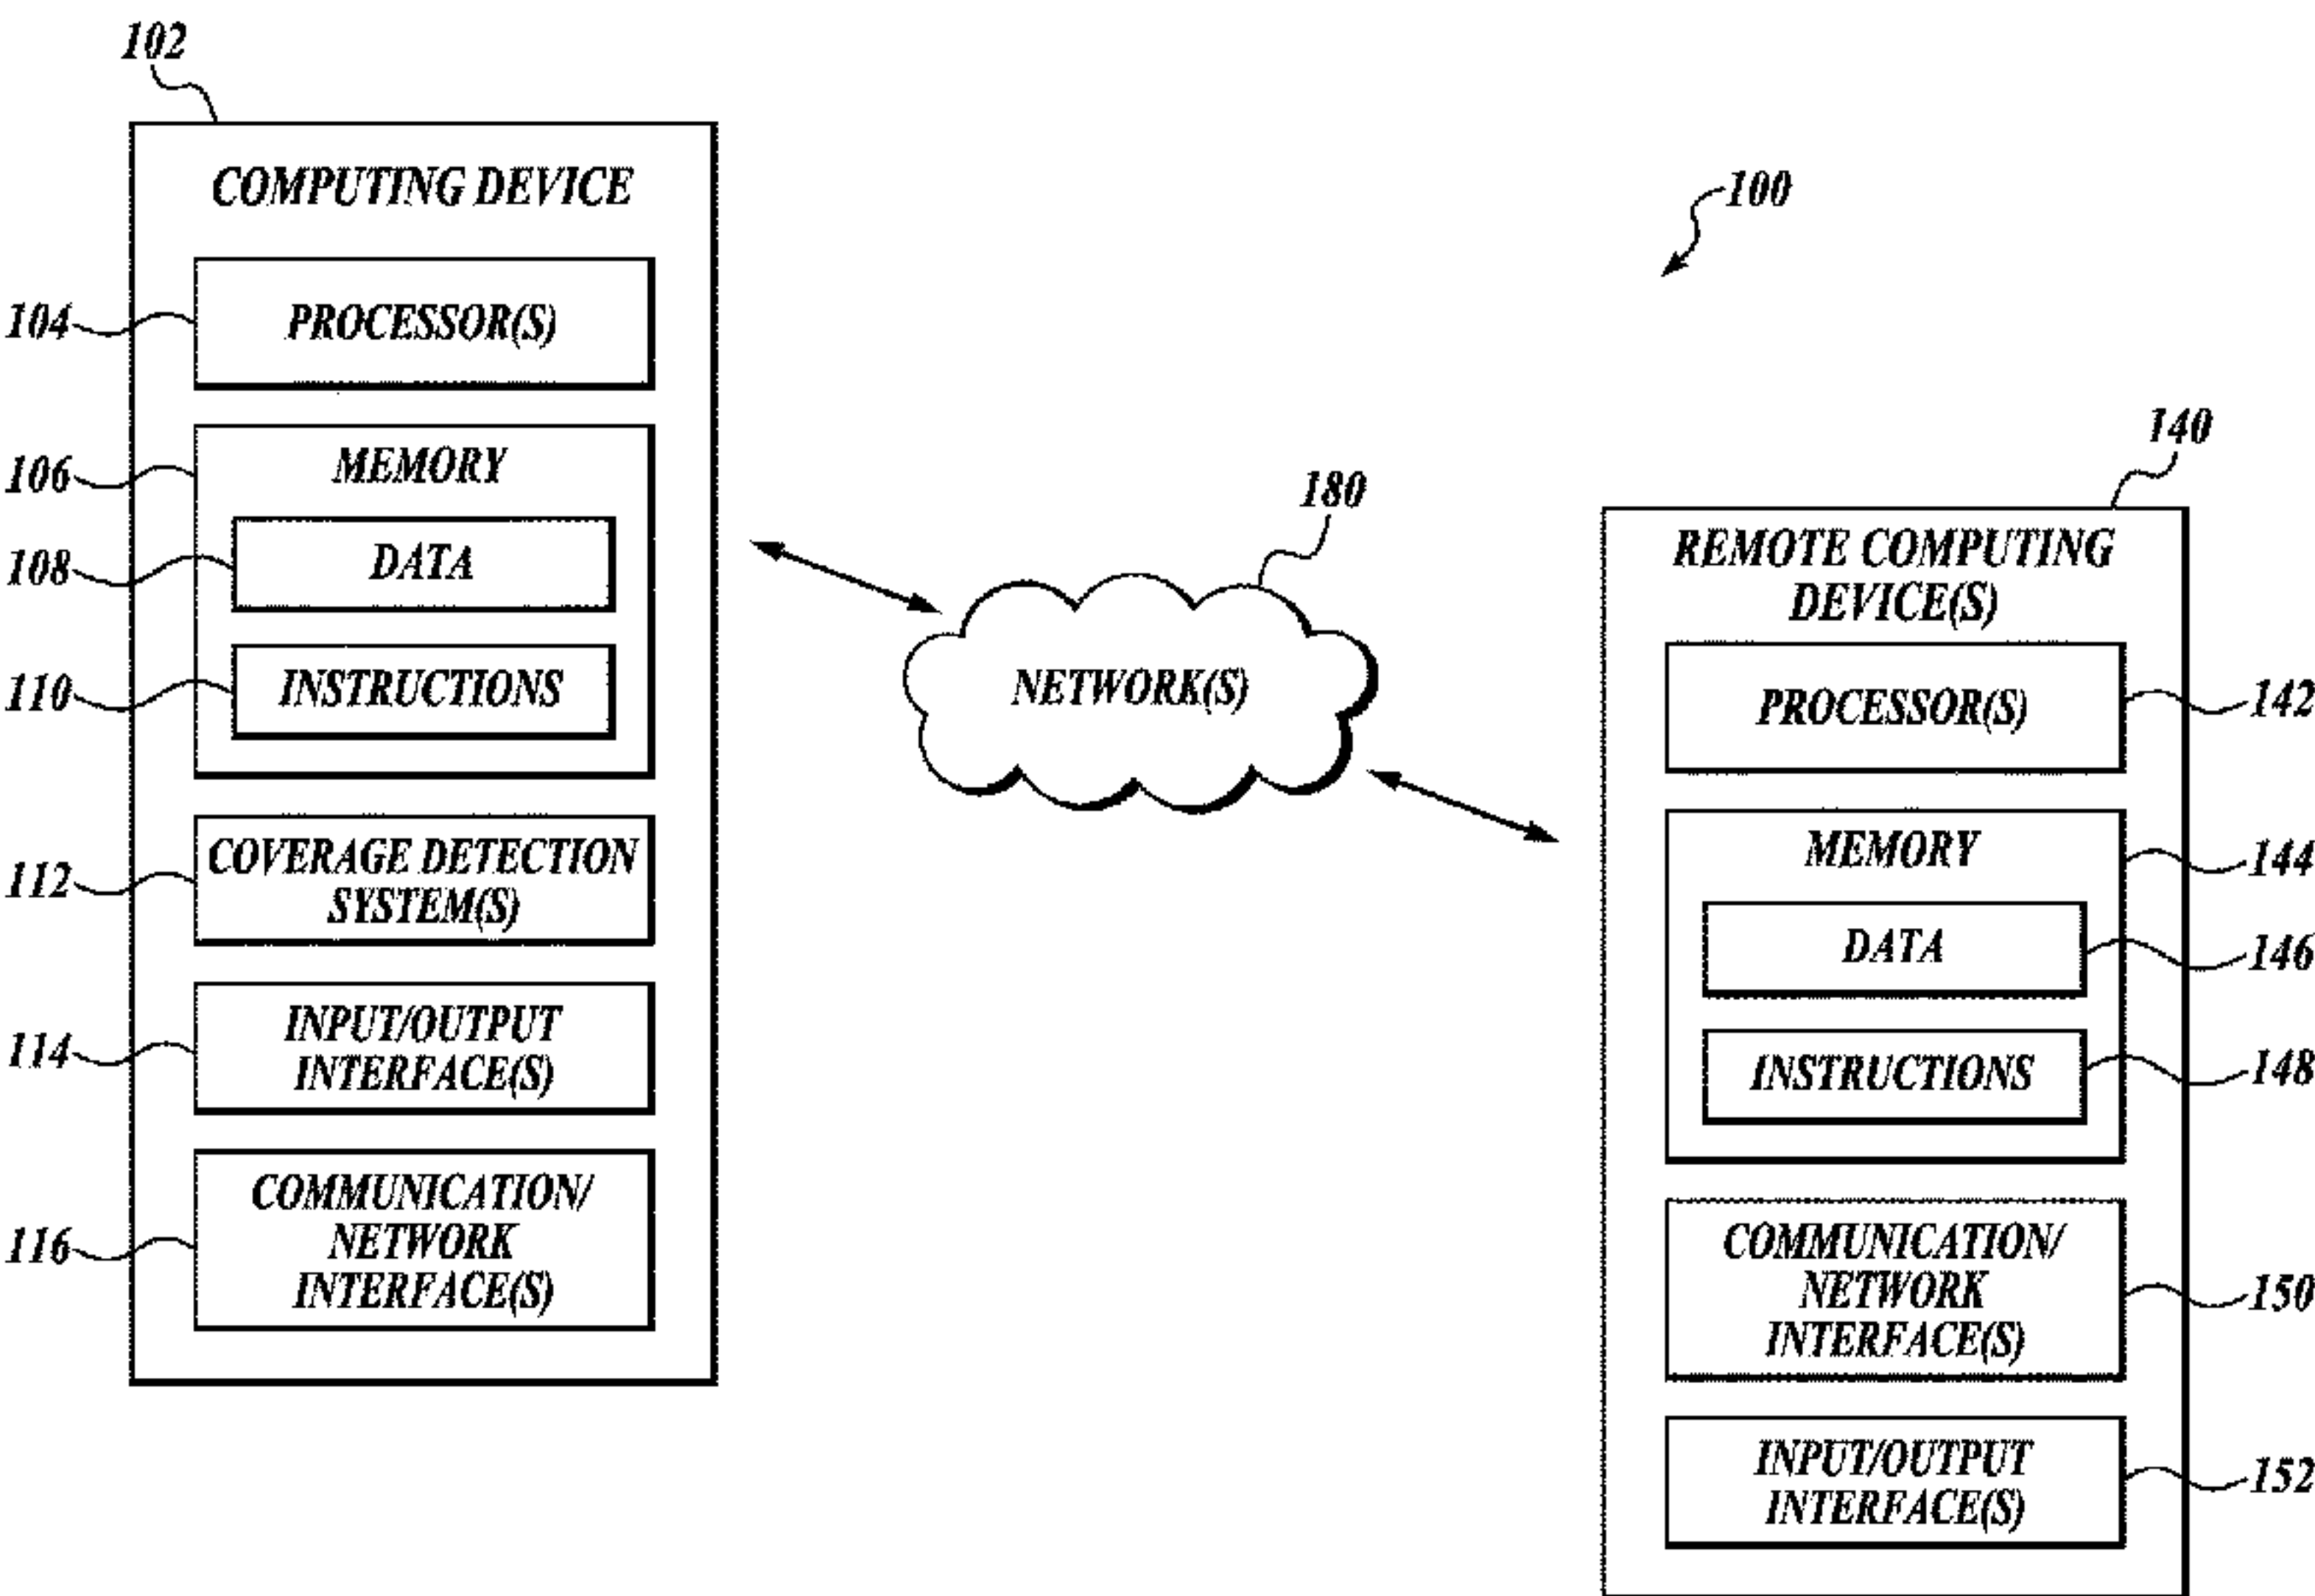 102
COMPUTING DEVICE
104
PROCESSOR(S)
106
MEMORY
108
DATA
110
INSTRUCTIONS
112
COVERAGE DETECTION
SYSTEM(S)
114
INPUT/OUTPUT
INTERFACE(S)
116
COMMUNICATION/
NETWORK
INTERFACE(S)
180
NETWORK(S)
100
140
REMOTE COMPUTING
DEVICE(S)
PROCESSOR(S)
142
MEMORY
144
DATA
146
INSTRUCTIONS
148
COMMUNICATION/
NETWORK
INTERFACE(S)
150
INPUT/OUTPUT
INTERFACE(S)
152